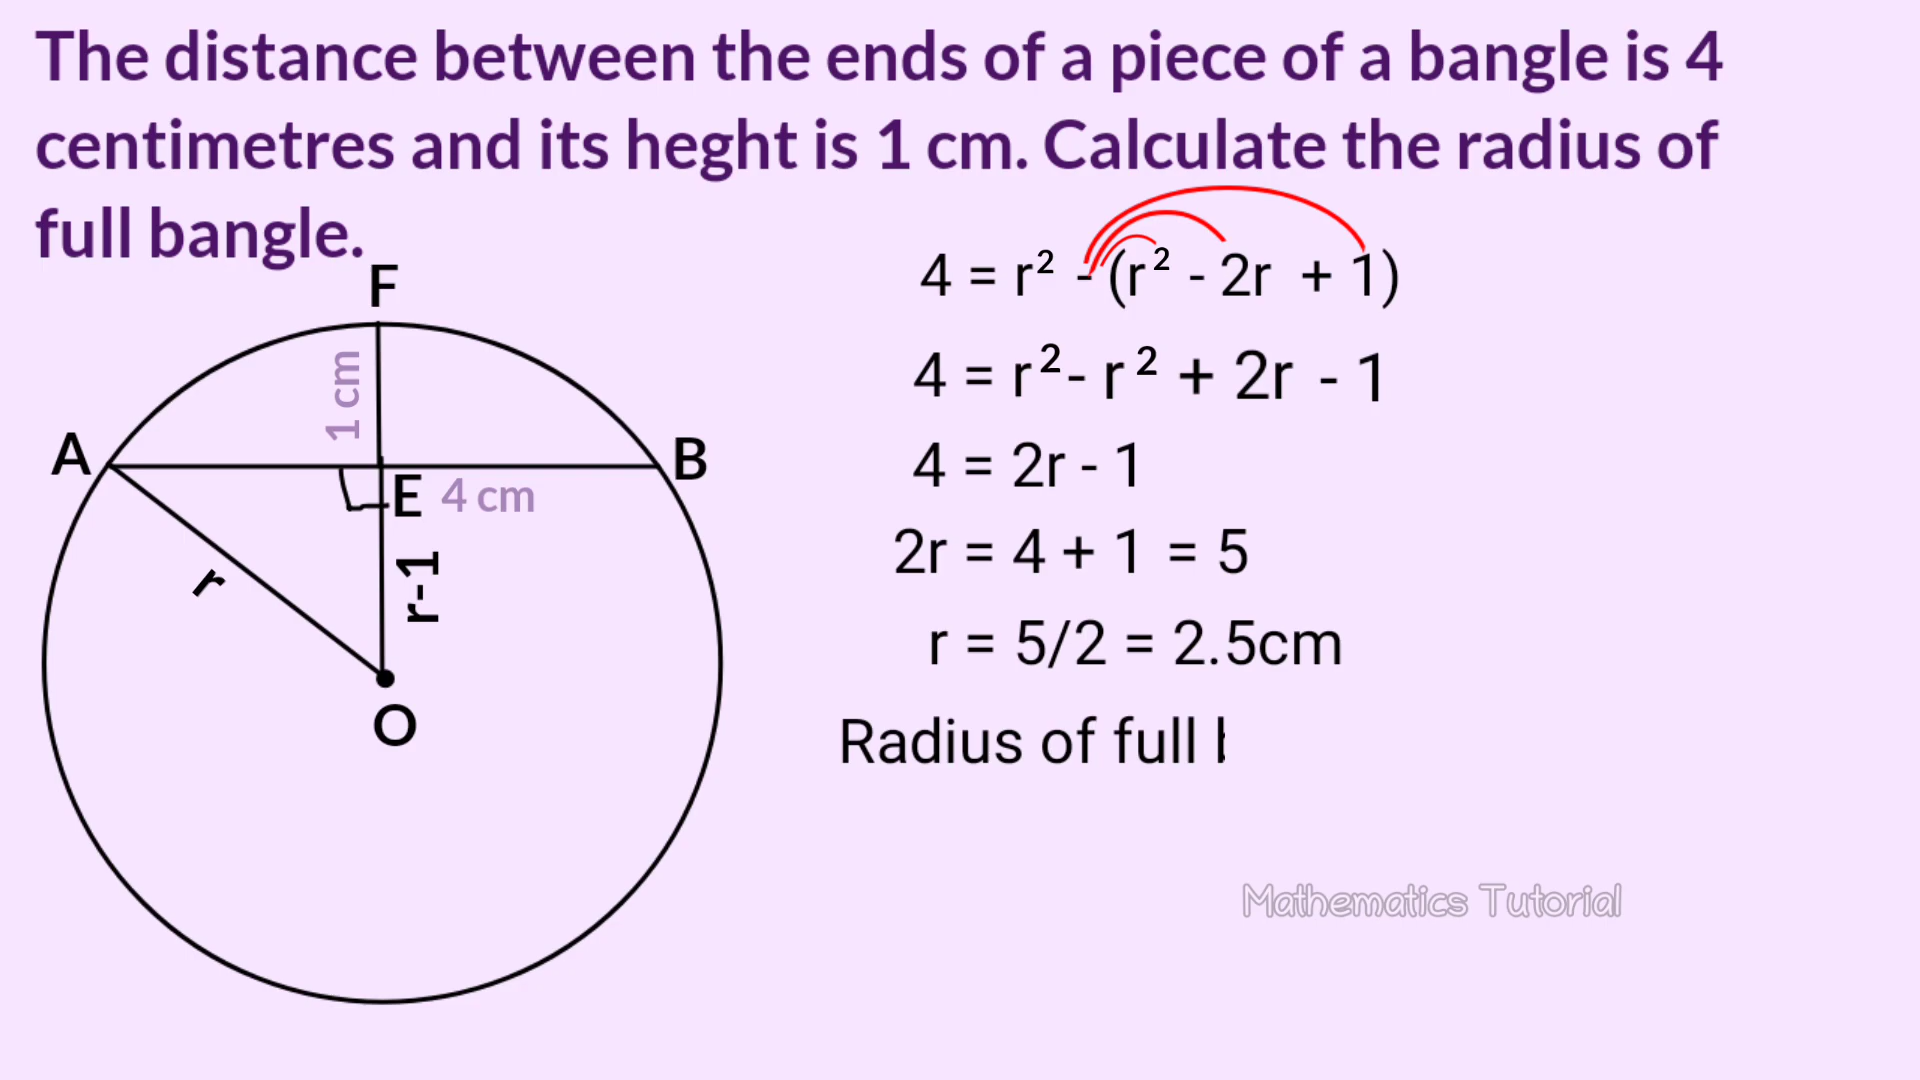 The distance between the ends of a piece of a bangle is 4
centimetres and its heght is 1 cm. Calculate the radius of
full bangle.
F
1 cm
A
B
E 4 cm
r-1
r
O
4 = r² - (r² - 2r + 1)
4 = r² - r² + 2r - 1
4 = 2r - 1
2r = 4 + 1 = 5
r = 5/2 = 2.5cm
Radius of full
Mathematics Tutorial